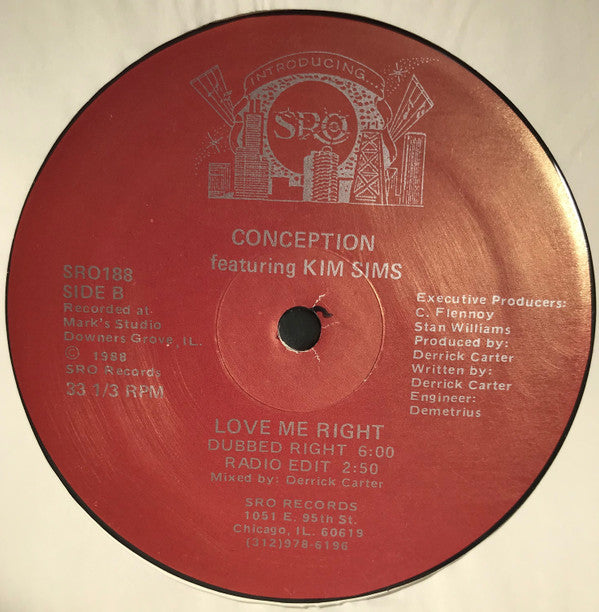 INTRODUCING...
SRO
CONCEPTION
featuring KIM SIMS
SRO188
SIDE B
Recorded at
Mark's Studio
Downers Grove, IL.
© 1988
SRO Records
33 1/3 RPM
Executive Producers:
C. Flennoy
Stan Williams
Produced by:
Derrick Carter
Written by:
Derrick Carter
Engineer:
Demetrius
LOVE ME RIGHT
DUBBED RIGHT 6:00
RADIO EDIT 2:50
Mixed by: Derrick Carter
SRO RECORDS
1051 E. 95th St.
Chicago, IL. 60619
(312)978-6196